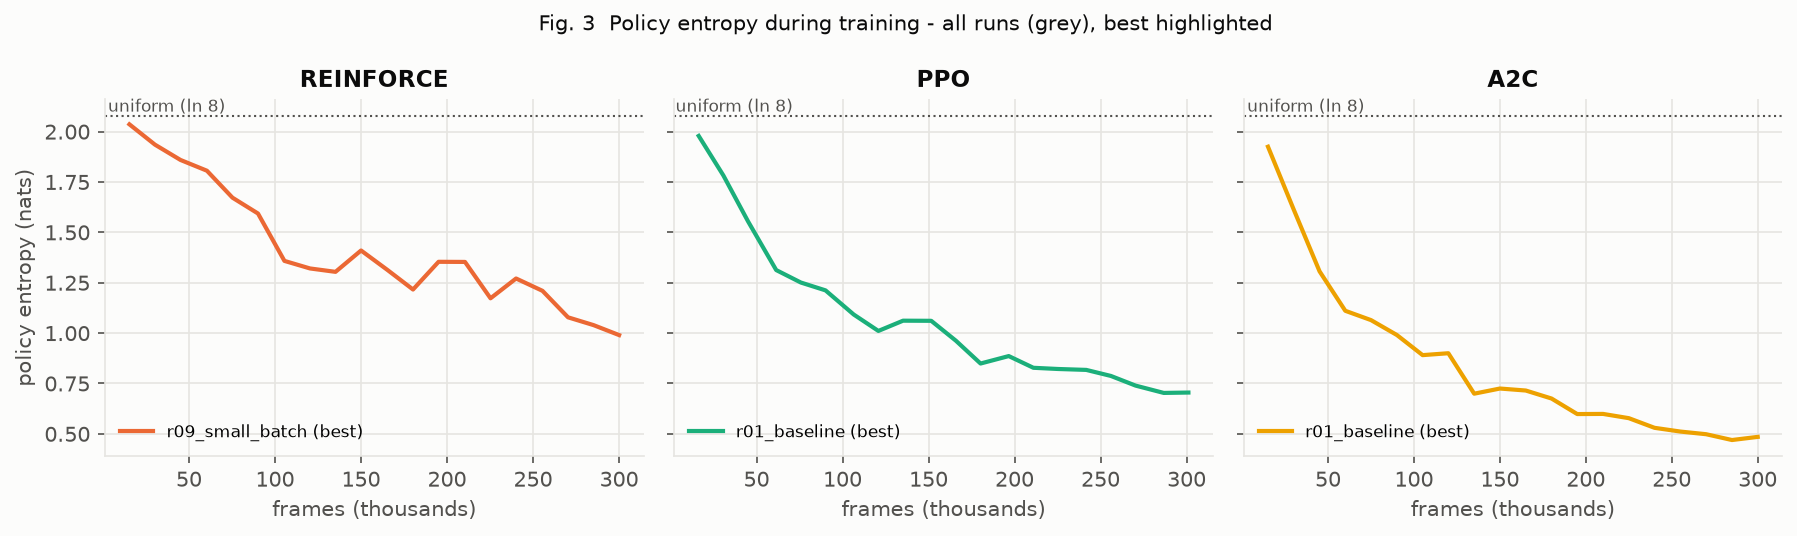 Fig. 3  Policy entropy during training - all runs (grey), best highlighted
REINFORCE
PPO
A2C
uniform (ln 8)
uniform (ln 8)
uniform (ln 8)
policy entropy (nats)
2.00
1.75
1.50
1.25
1.00
0.75
0.50
r09_small_batch (best)
r01_baseline (best)
r01_baseline (best)
50 100 150 200 250 300
50 100 150 200 250 300
50 100 150 200 250 300
frames (thousands)
frames (thousands)
frames (thousands)